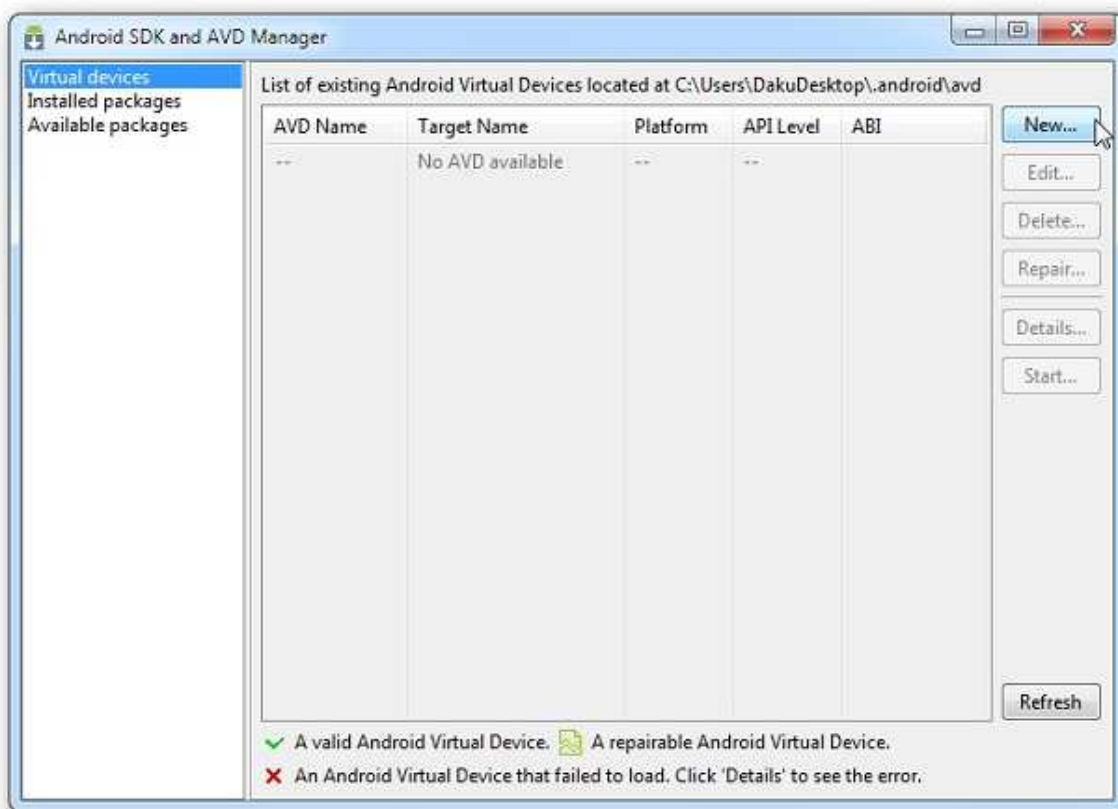 Android SDK and AVD Manager
Virtual devices
Installed packages
Available packages
List of existing Android Virtual Devices located at C:\Users\DakuDesktop\.android\avd
AVD Name Target Name Platform API Level ABI
-- No AVD available -- --
New...
Edit...
Delete...
Repair...
Details...
Start...
Refresh
A valid Android Virtual Device. A repairable Android Virtual Device.
An Android Virtual Device that failed to load. Click 'Details' to see the error.